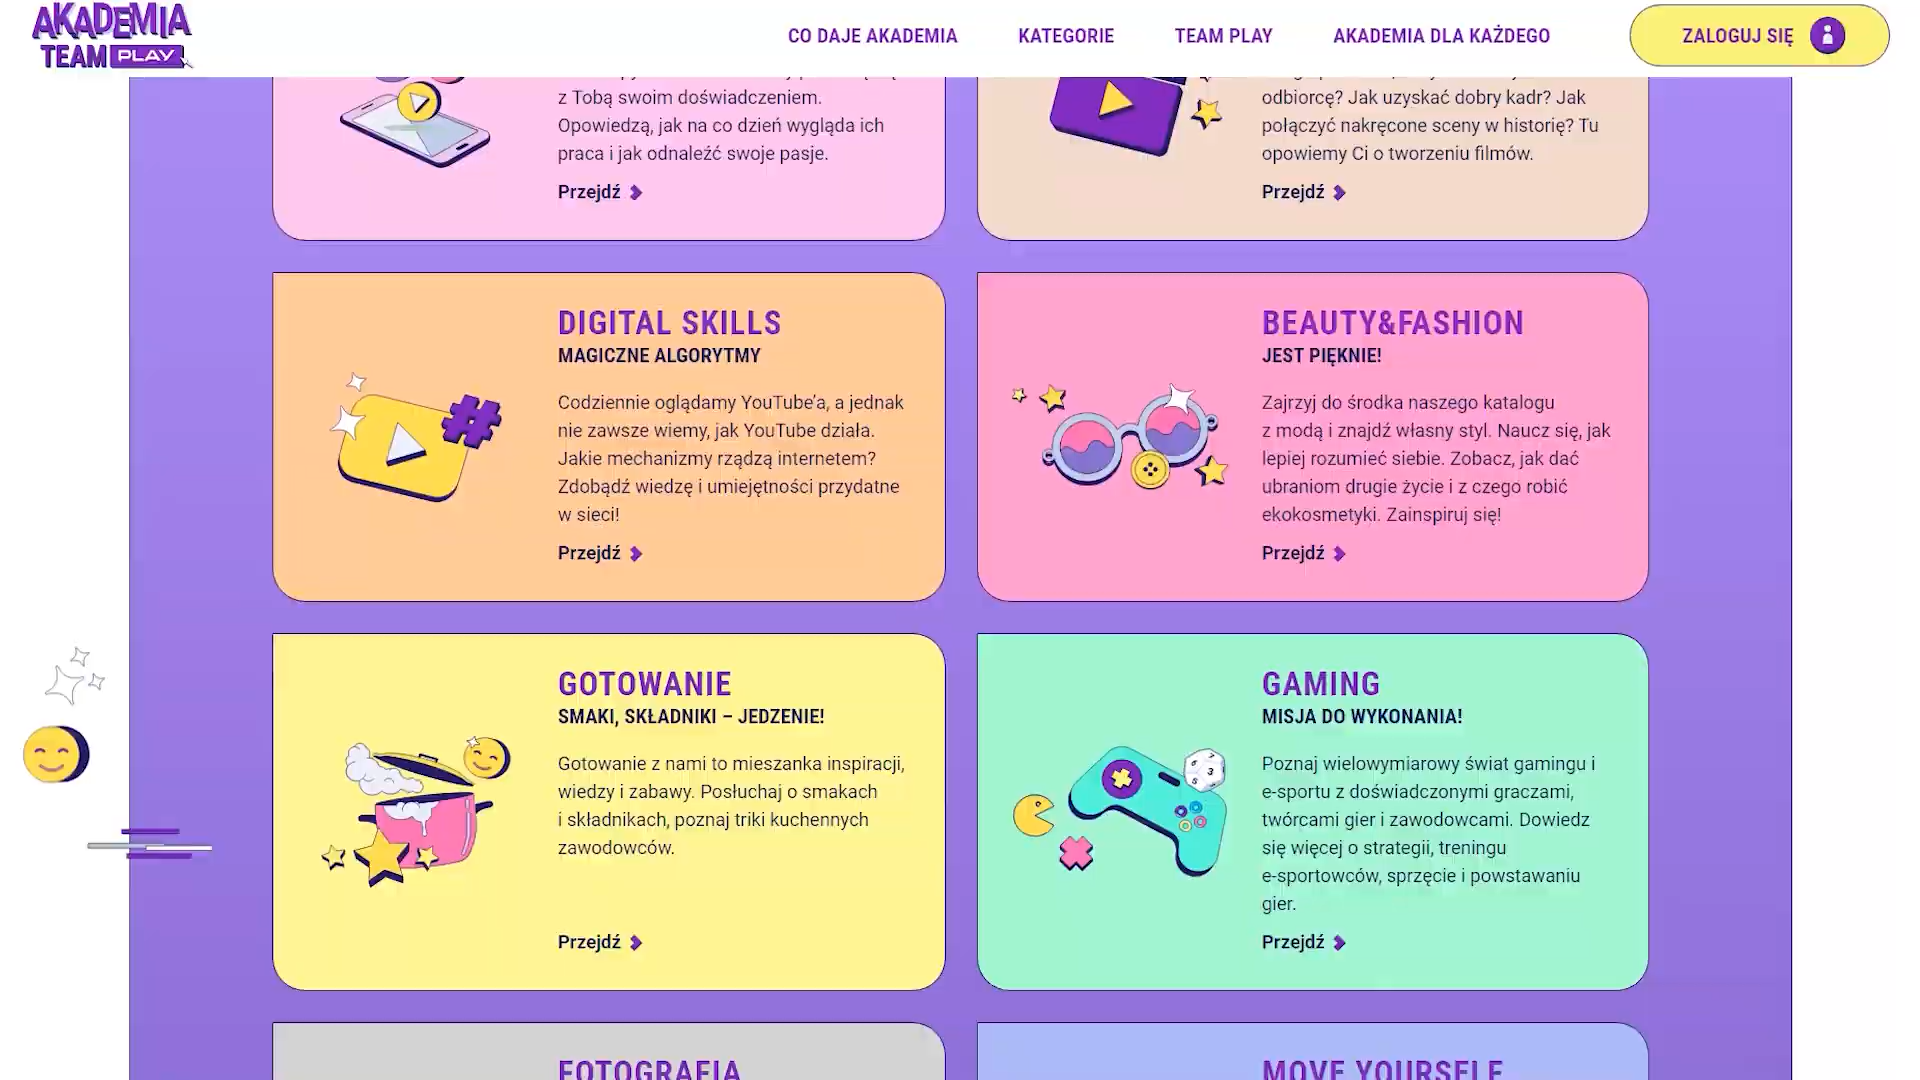 AKADEMIA
TEAM PLAY
CO DAJE AKADEMIA
KATEGORIE
TEAM PLAY
AKADEMIA DLA KAŻDEGO
ZALOGUJ SIĘ
z Tobą swoim doświadczeniem.
Opowiedzą, jak na co dzień wygląda ich
praca i jak odnaleźć swoje pasje.
Przejdź
odbiorcę? Jak uzyskać dobry kadr? Jak
połączyć nakręcone sceny w historię? Tu
opowiemy Ci o tworzeniu filmów.
Przejdź
DIGITAL SKILLS
MAGICZNE ALGORYTMY
Codziennie oglądamy YouTube’a, a jednak
nie zawsze wiemy, jak YouTube działa.
Jakie mechanizmy rządzą internetem?
Zdobądź wiedzę i umiejętności przydatne
w sieci!
Przejdź
BEAUTY&FASHION
JEST PIĘKNIE!
Zajrzyj do środka naszego katalogu
z modą i znajdź własny styl. Naucz się, jak
lepiej rozumieć siebie. Zobacz, jak dać
ubraniom drugie życie i z czego robić
ekokosmetyki. Zainspiruj się!
Przejdź
GOTOWANIE
SMAKI, SKŁADNIKI – JEDZENIE!
Gotowanie z nami to mieszanka inspiracji,
wiedzy i zabawy. Posłuchaj o smakach
i składnikach, poznaj triki kuchennych
zawodowców.
Przejdź
GAMING
MISJA DO WYKONANIA!
Poznaj wielowymiarowy świat gamingu i
e-sportu z doświadczonymi graczami,
twórcami gier i zawodowcami. Dowiedz
się więcej o strategii, treningu
e-sportowców, sprzęcie i powstawaniu
gier.
Przejdź
FOTOGRAFIA
MOVE YOURSELF